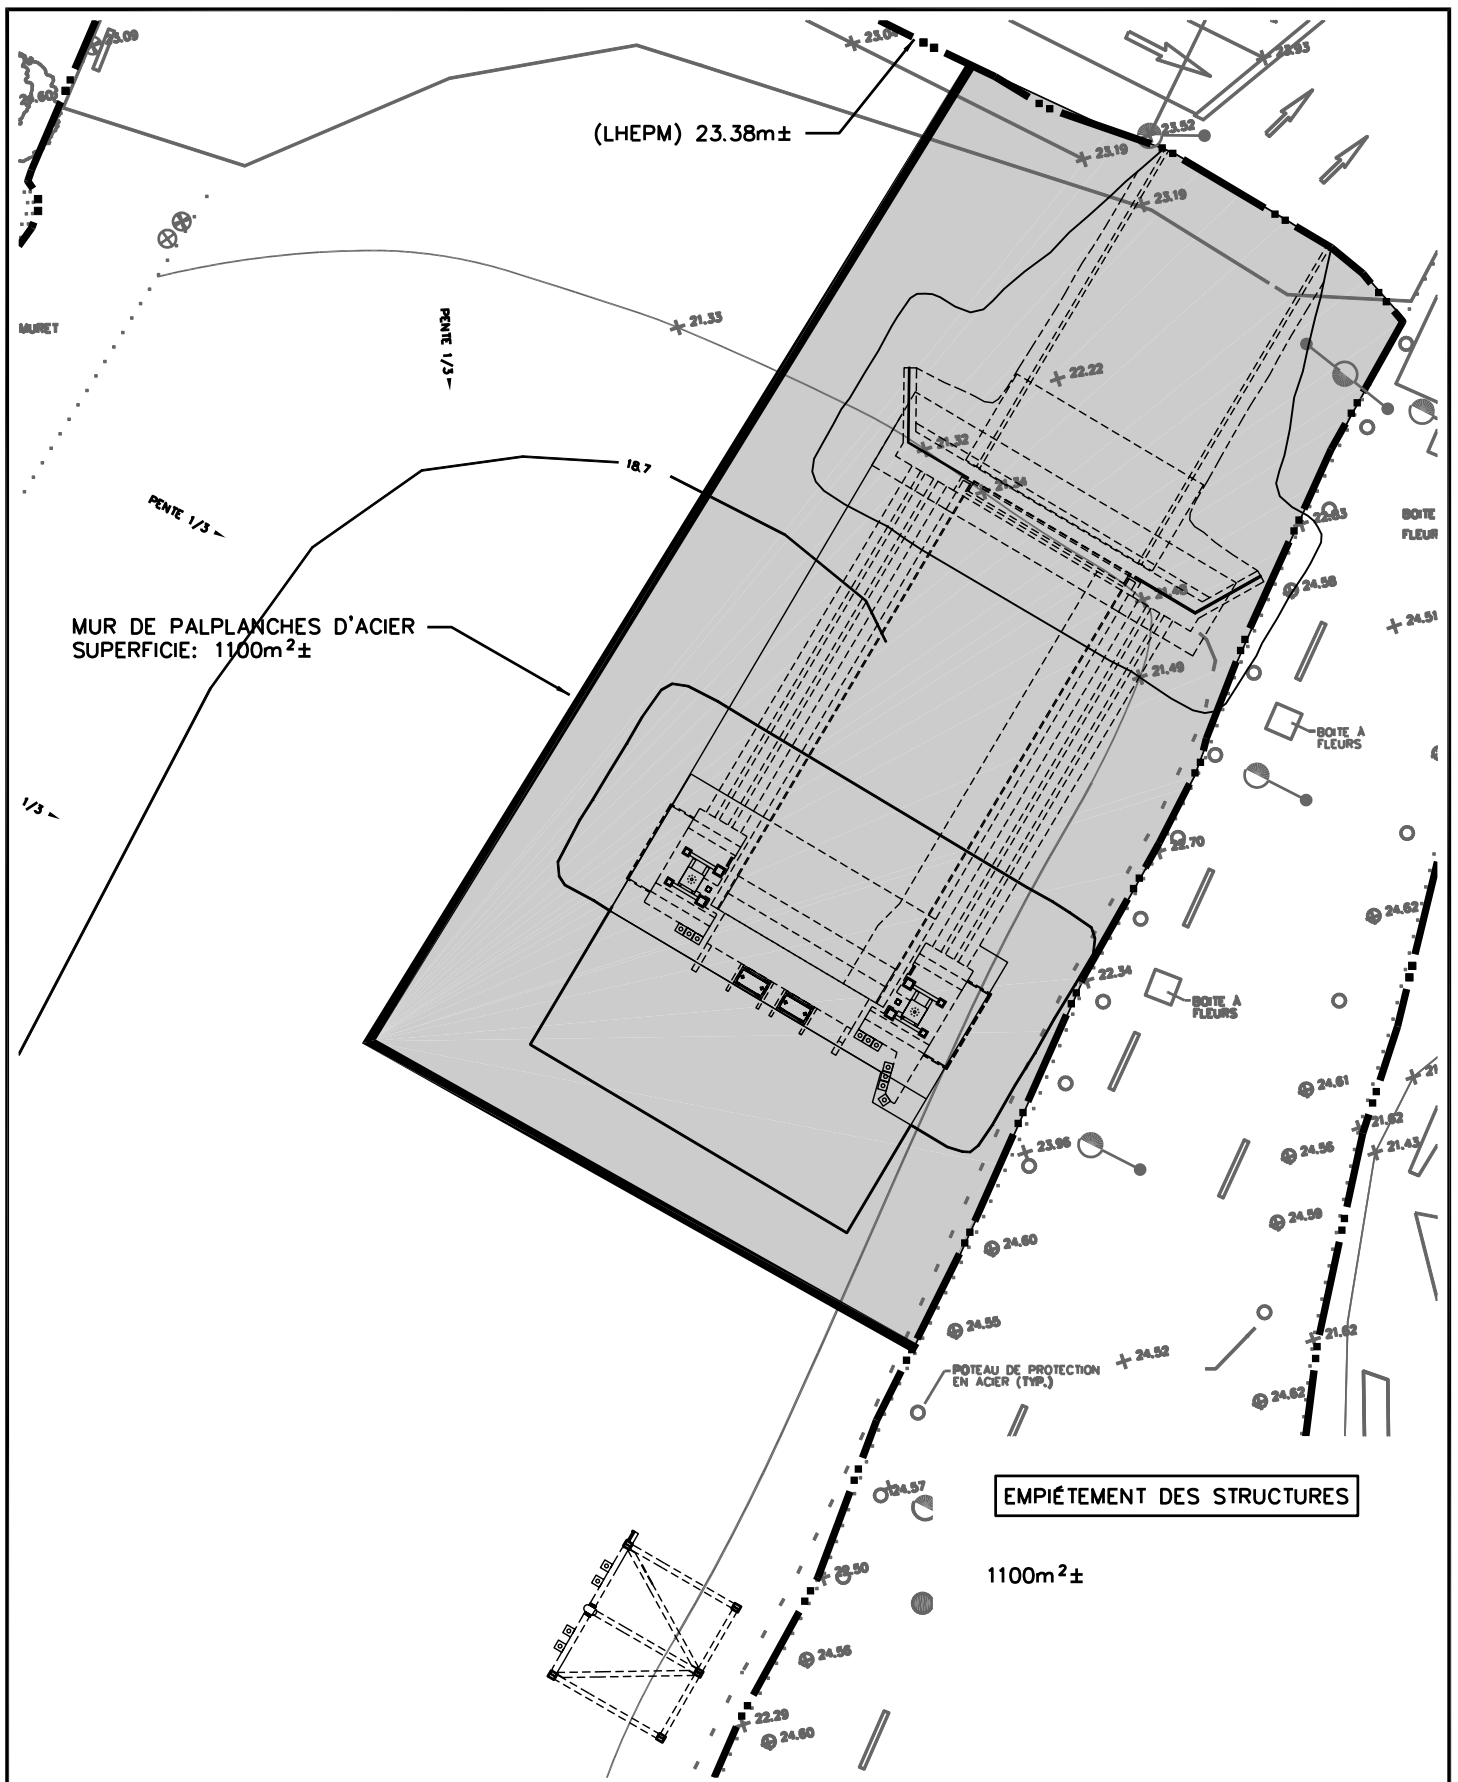 23.09
23.04
23.93
24.60
(LHEPM) 23.38m±
23.52
23.19
23.19
MURET
PENTE 1/3
21.33
22.22
21.32
18.7
21.34
PENTE 1/3
22.63
BOITE
FLEUR
24.58
21.48
24.51
MUR DE PALPLANCHES D'ACIER
SUPERFICIE: 1100m²±
21.49
BOITE À
FLEURS
1/3
22.70
24.62
22.34
BOITE À
FLEURS
24.61
21
21.62
21.43
23.96
24.56
24.59
24.60
24.55
21.62
24.52
POTEAU DE PROTECTION
EN ACIER (TYP.)
24.62
24.57
EMPIÉTEMENT DES STRUCTURES
22.50
1100m²±
24.56
22.29
24.60